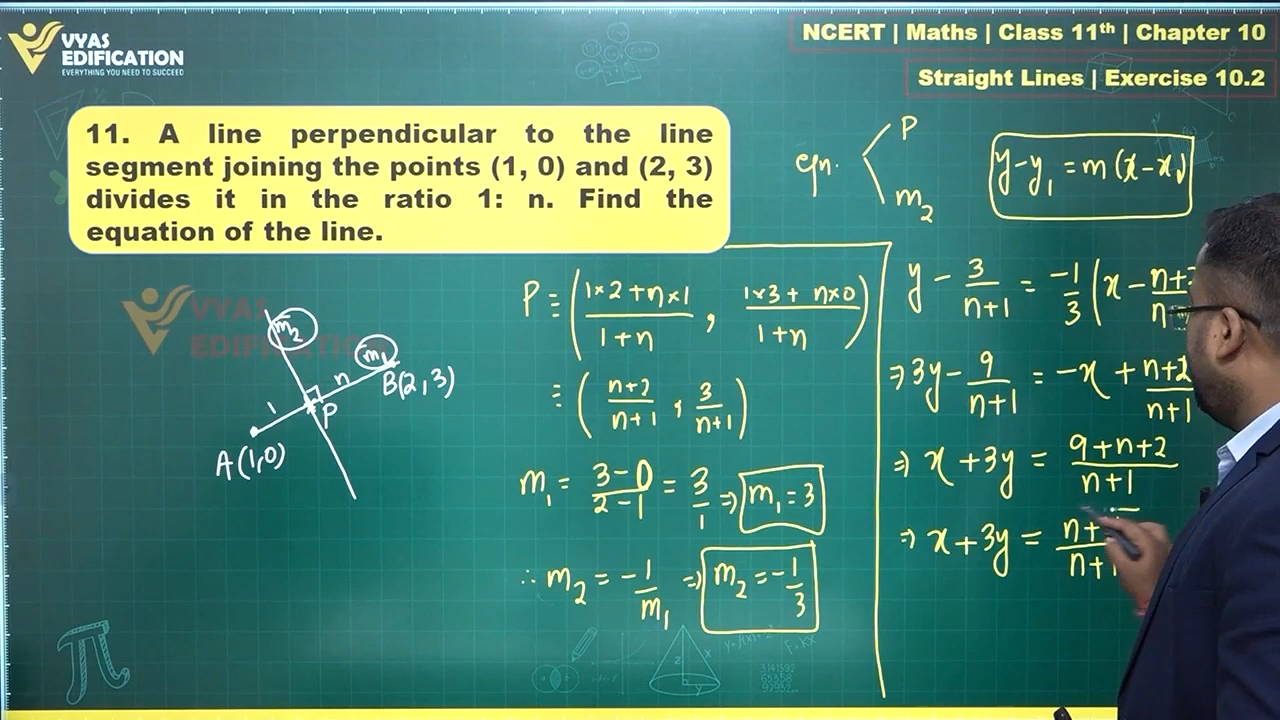 VYAS
EDIFICATION
EVERYTHING YOU NEED TO SUCCEED
NCERT | Maths | Class 11th | Chapter 10
Straight Lines | Exercise 10.2
11. A line perpendicular to the line
segment joining the points (1, 0) and (2, 3)
divides it in the ratio 1: n. Find the
equation of the line.
eqn. < P
m₂
y-y₁ = m(x-x₁)
VYAS
EDIFICATION
m₂
m₁
n
B(2,3)
1
P
A(1,0)
P ≡ ( (1×2+n×1)/(1+n) , (1×3+n×0)/(1+n) )
≡ ( (n+2)/(n+1) , 3/(n+1) )
m₁ = (3-0)/(2-1) = 3/1 ⇒ m₁ = 3
∴ m₂ = -1/m₁ ⇒ m₂ = -1/3
y - 3/(n+1) = -1/3 (x - n+
⇒ 3y - 9/(n+1) = -x + (n+2)/(n+1)
⇒ x+3y = (9+n+2)/(n+1)
⇒ x+3y = n+ / n+1